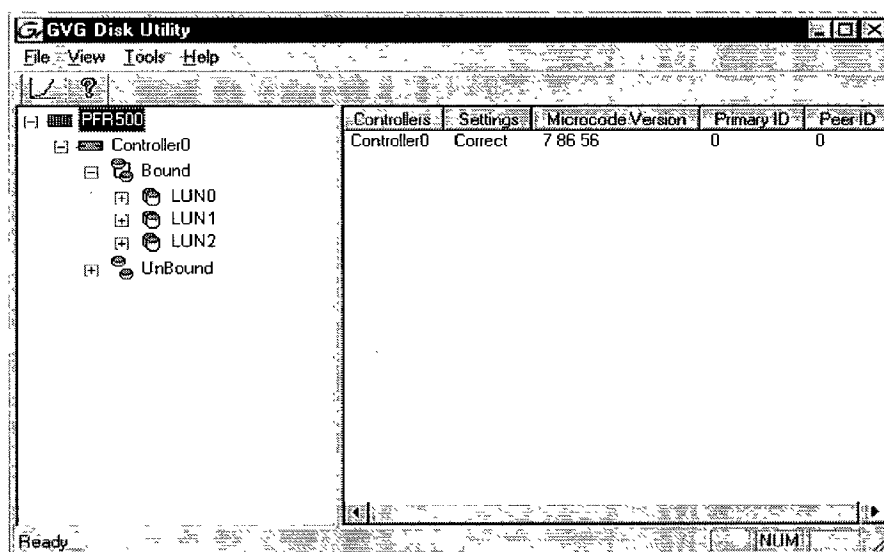 GVG Disk Utility
File View Tools Help
PFR500
Controller0
Bound
LUN0
LUN1
LUN2
UnBound
Controllers Settings Microcode Version Primary ID Peer ID
Controller0 Correct 7 86 56 0 0
Ready NUM